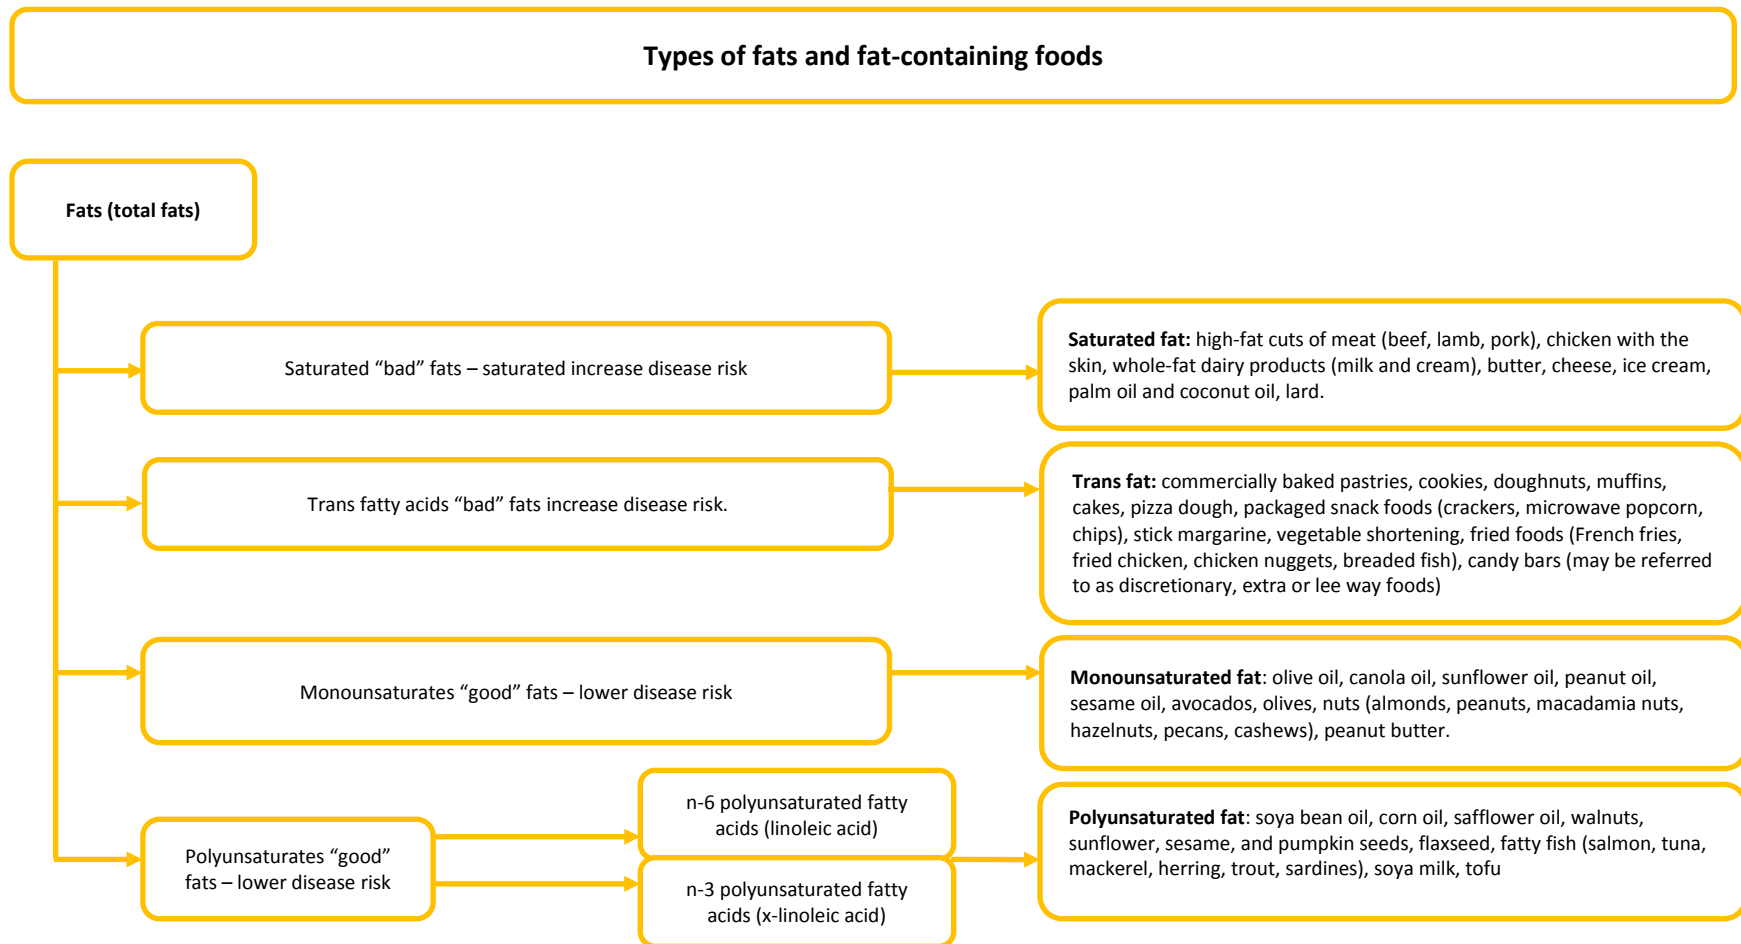 Types of fats and fat-containing foods
Fats (total fats)
Saturated “bad” fats – saturated increase disease risk
Saturated fat: high-fat cuts of meat (beef, lamb, pork), chicken with the
skin, whole-fat dairy products (milk and cream), butter, cheese, ice cream,
palm oil and coconut oil, lard.
Trans fatty acids “bad” fats increase disease risk.
Trans fat: commercially baked pastries, cookies, doughnuts, muffins,
cakes, pizza dough, packaged snack foods (crackers, microwave popcorn,
chips), stick margarine, vegetable shortening, fried foods (French fries,
fried chicken, chicken nuggets, breaded fish), candy bars (may be referred
to as discretionary, extra or lee way foods)
Monounsaturates “good” fats – lower disease risk
Monounsaturated fat: olive oil, canola oil, sunflower oil, peanut oil,
sesame oil, avocados, olives, nuts (almonds, peanuts, macadamia nuts,
hazelnuts, pecans, cashews), peanut butter.
Polyunsaturates “good”
fats – lower disease risk
n-6 polyunsaturated fatty
acids (linoleic acid)
n-3 polyunsaturated fatty
acids (x-linoleic acid)
Polyunsaturated fat: soya bean oil, corn oil, safflower oil, walnuts,
sunflower, sesame, and pumpkin seeds, flaxseed, fatty fish (salmon, tuna,
mackerel, herring, trout, sardines), soya milk, tofu